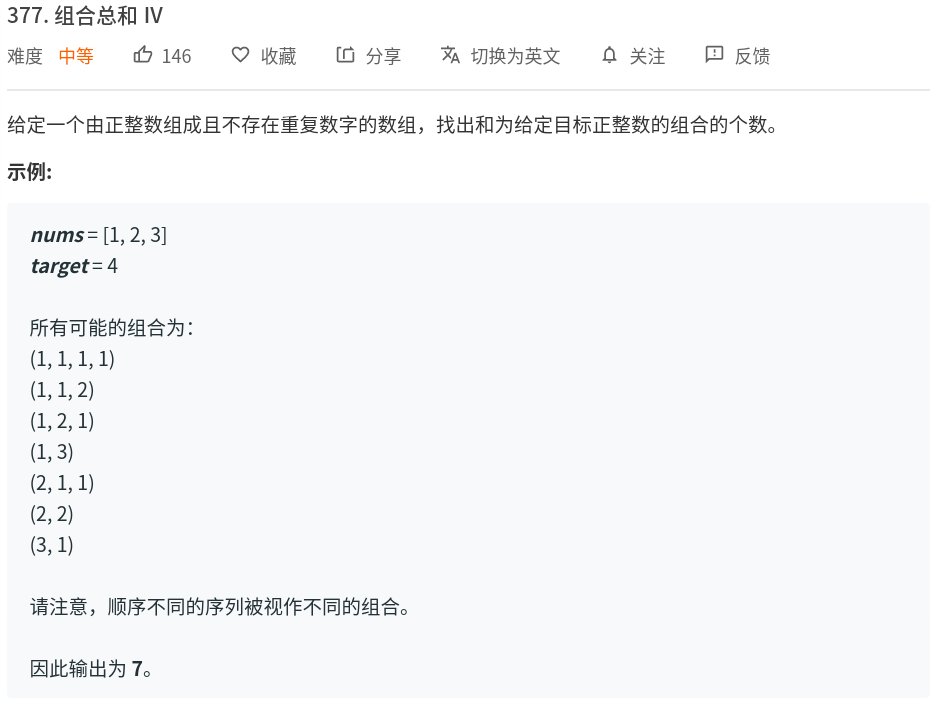 377. 组合总和 IV
难度 中等 146 收藏 分享 切换为英文 关注 反馈
给定一个由正整数组成且不存在重复数字的数组，找出和为给定目标正整数的组合的个数。
示例:
nums = [1, 2, 3]
target = 4
所有可能的组合为：
(1, 1, 1, 1)
(1, 1, 2)
(1, 2, 1)
(1, 3)
(2, 1, 1)
(2, 2)
(3, 1)
请注意，顺序不同的序列被视作不同的组合。
因此输出为 7。